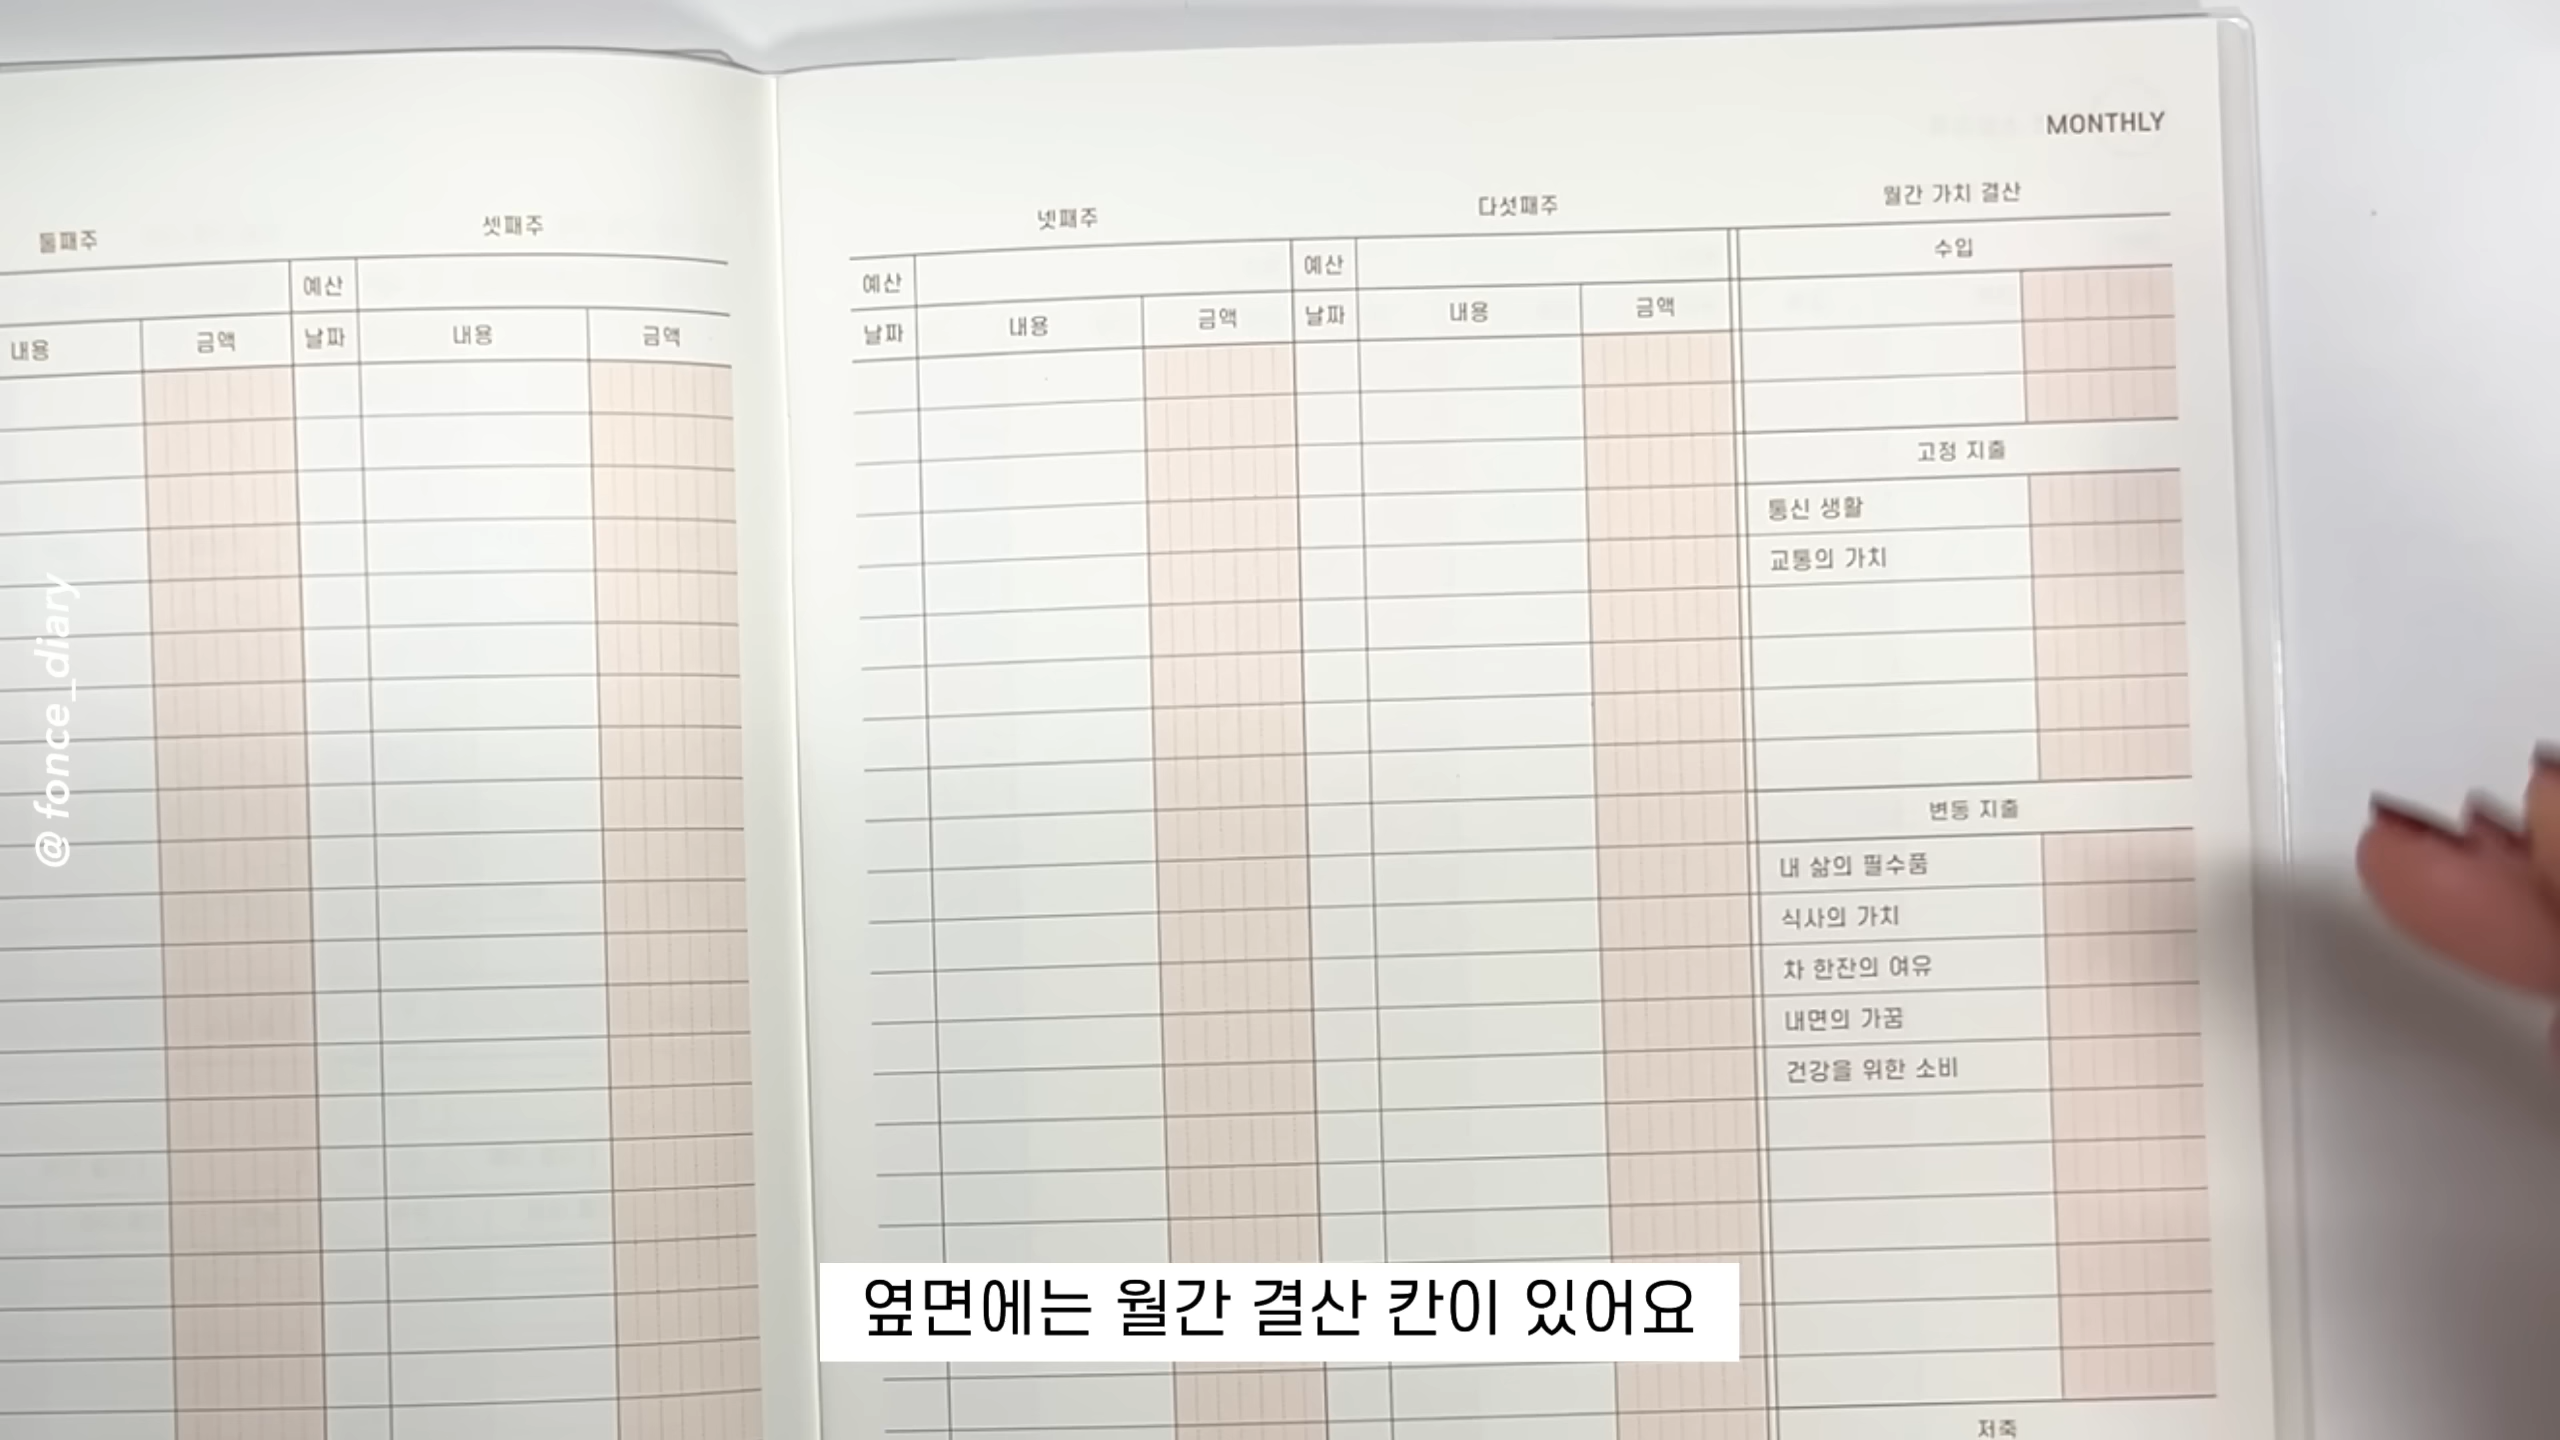 MONTHLY
둘째주
셋째주
예산
내용
금액
날짜
내용
금액
넷째주
다섯째주
월간 가치 결산
예산
예산
날짜
내용
금액
날짜
내용
금액
수입
고정 지출
통신 생활
교통의 가치
변동 지출
내 삶의 필수품
식사의 가치
차 한잔의 여유
내면의 가꿈
건강을 위한 소비
저축
@fonce_diary
옆면에는 월간 결산 칸이 있어요